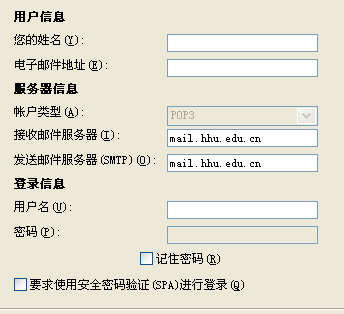 用户信息
您的姓名(Y):
电子邮件地址(E):
服务器信息
帐户类型(A): POP3
接收邮件服务器(I): mail.hhu.edu.cn
发送邮件服务器(SMTP)(O): mail.hhu.edu.cn
登录信息
用户名(U):
密码(P):
记住密码(R)
要求使用安全密码验证(SPA)进行登录(Q)